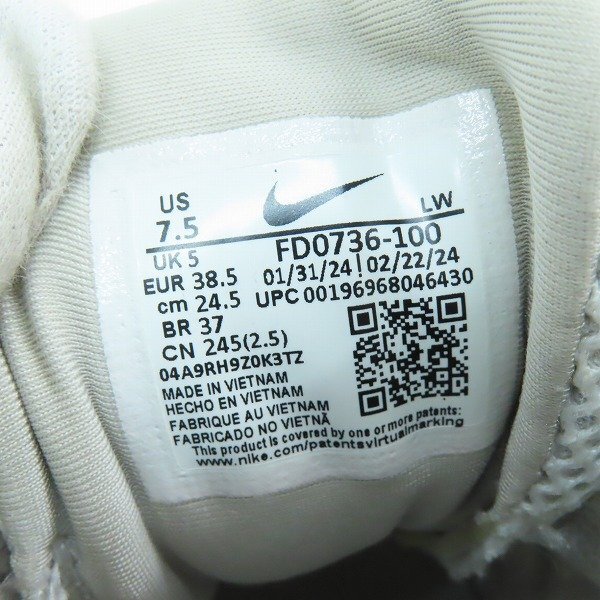 US
7.5
LW
UK 5
FD0736-100
EUR 38.5
01/31/24 | 02/22/24
cm 24.5
UPC 00196968046430
BR 37
CN 245(2.5)
04A9RH9Z0K3TZ
MADE IN VIETNAM
HECHO EN VIETNAM
FABRIQUE AU VIETNAM
FABRICADO NO VIETNÃ
This product is covered by one or more patents:
www.nike.com/patentsvirtualmarking